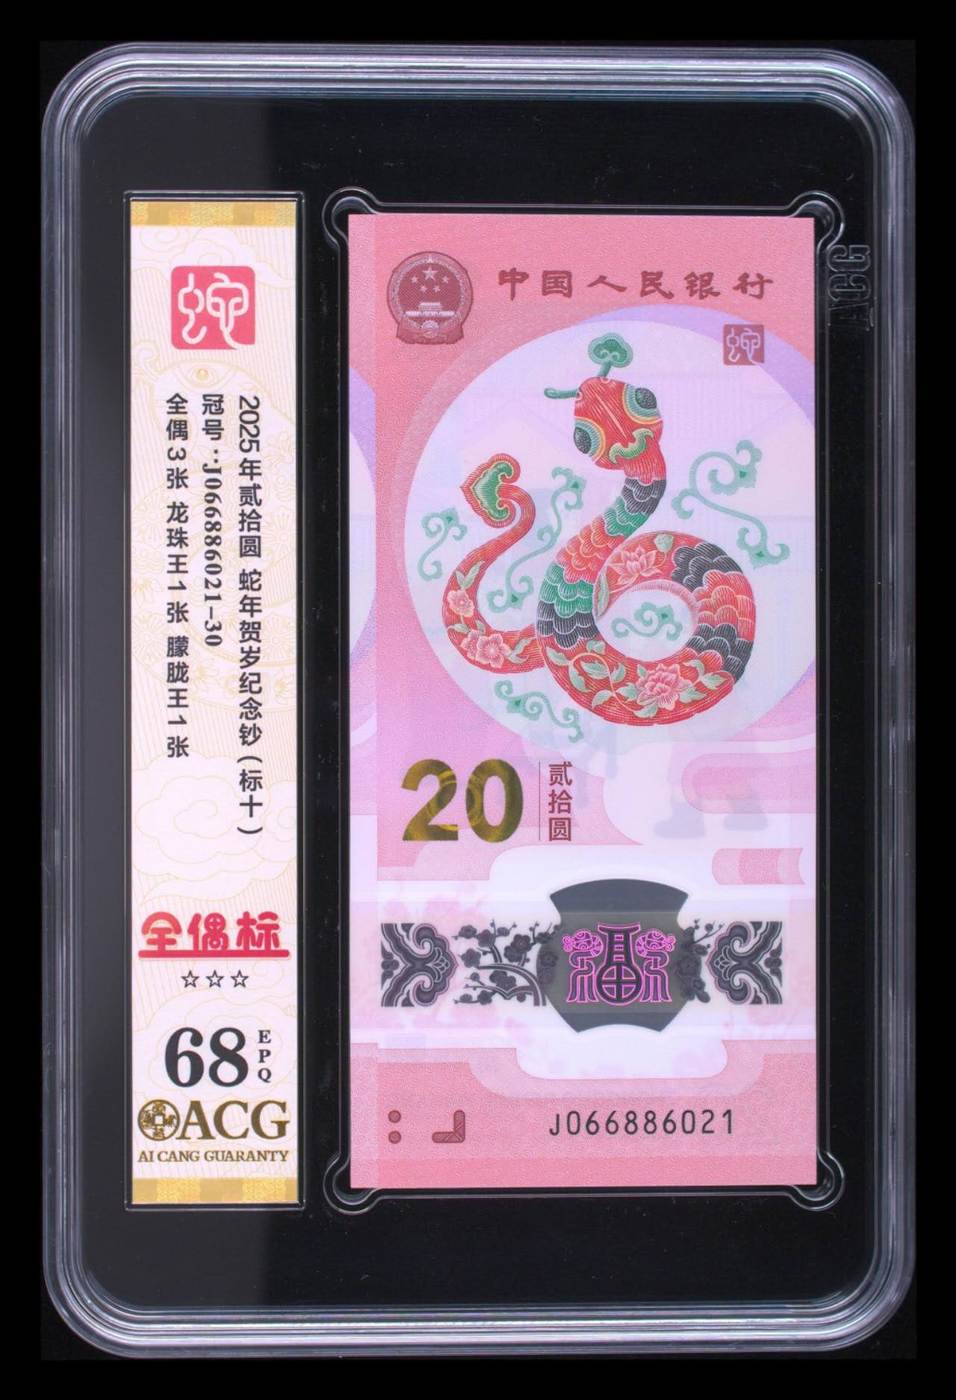 蛇
2025年贰拾圆 蛇年贺岁纪念钞（标十）
冠号：J066886021-30
全偶3张 龙珠王1张 朦胧王1张
全偶标
☆☆☆
68 EPQ
ACG
AI CANG GUARANTY
中国人民银行
蛇
20 贰拾圆
福
J066886021
ACG